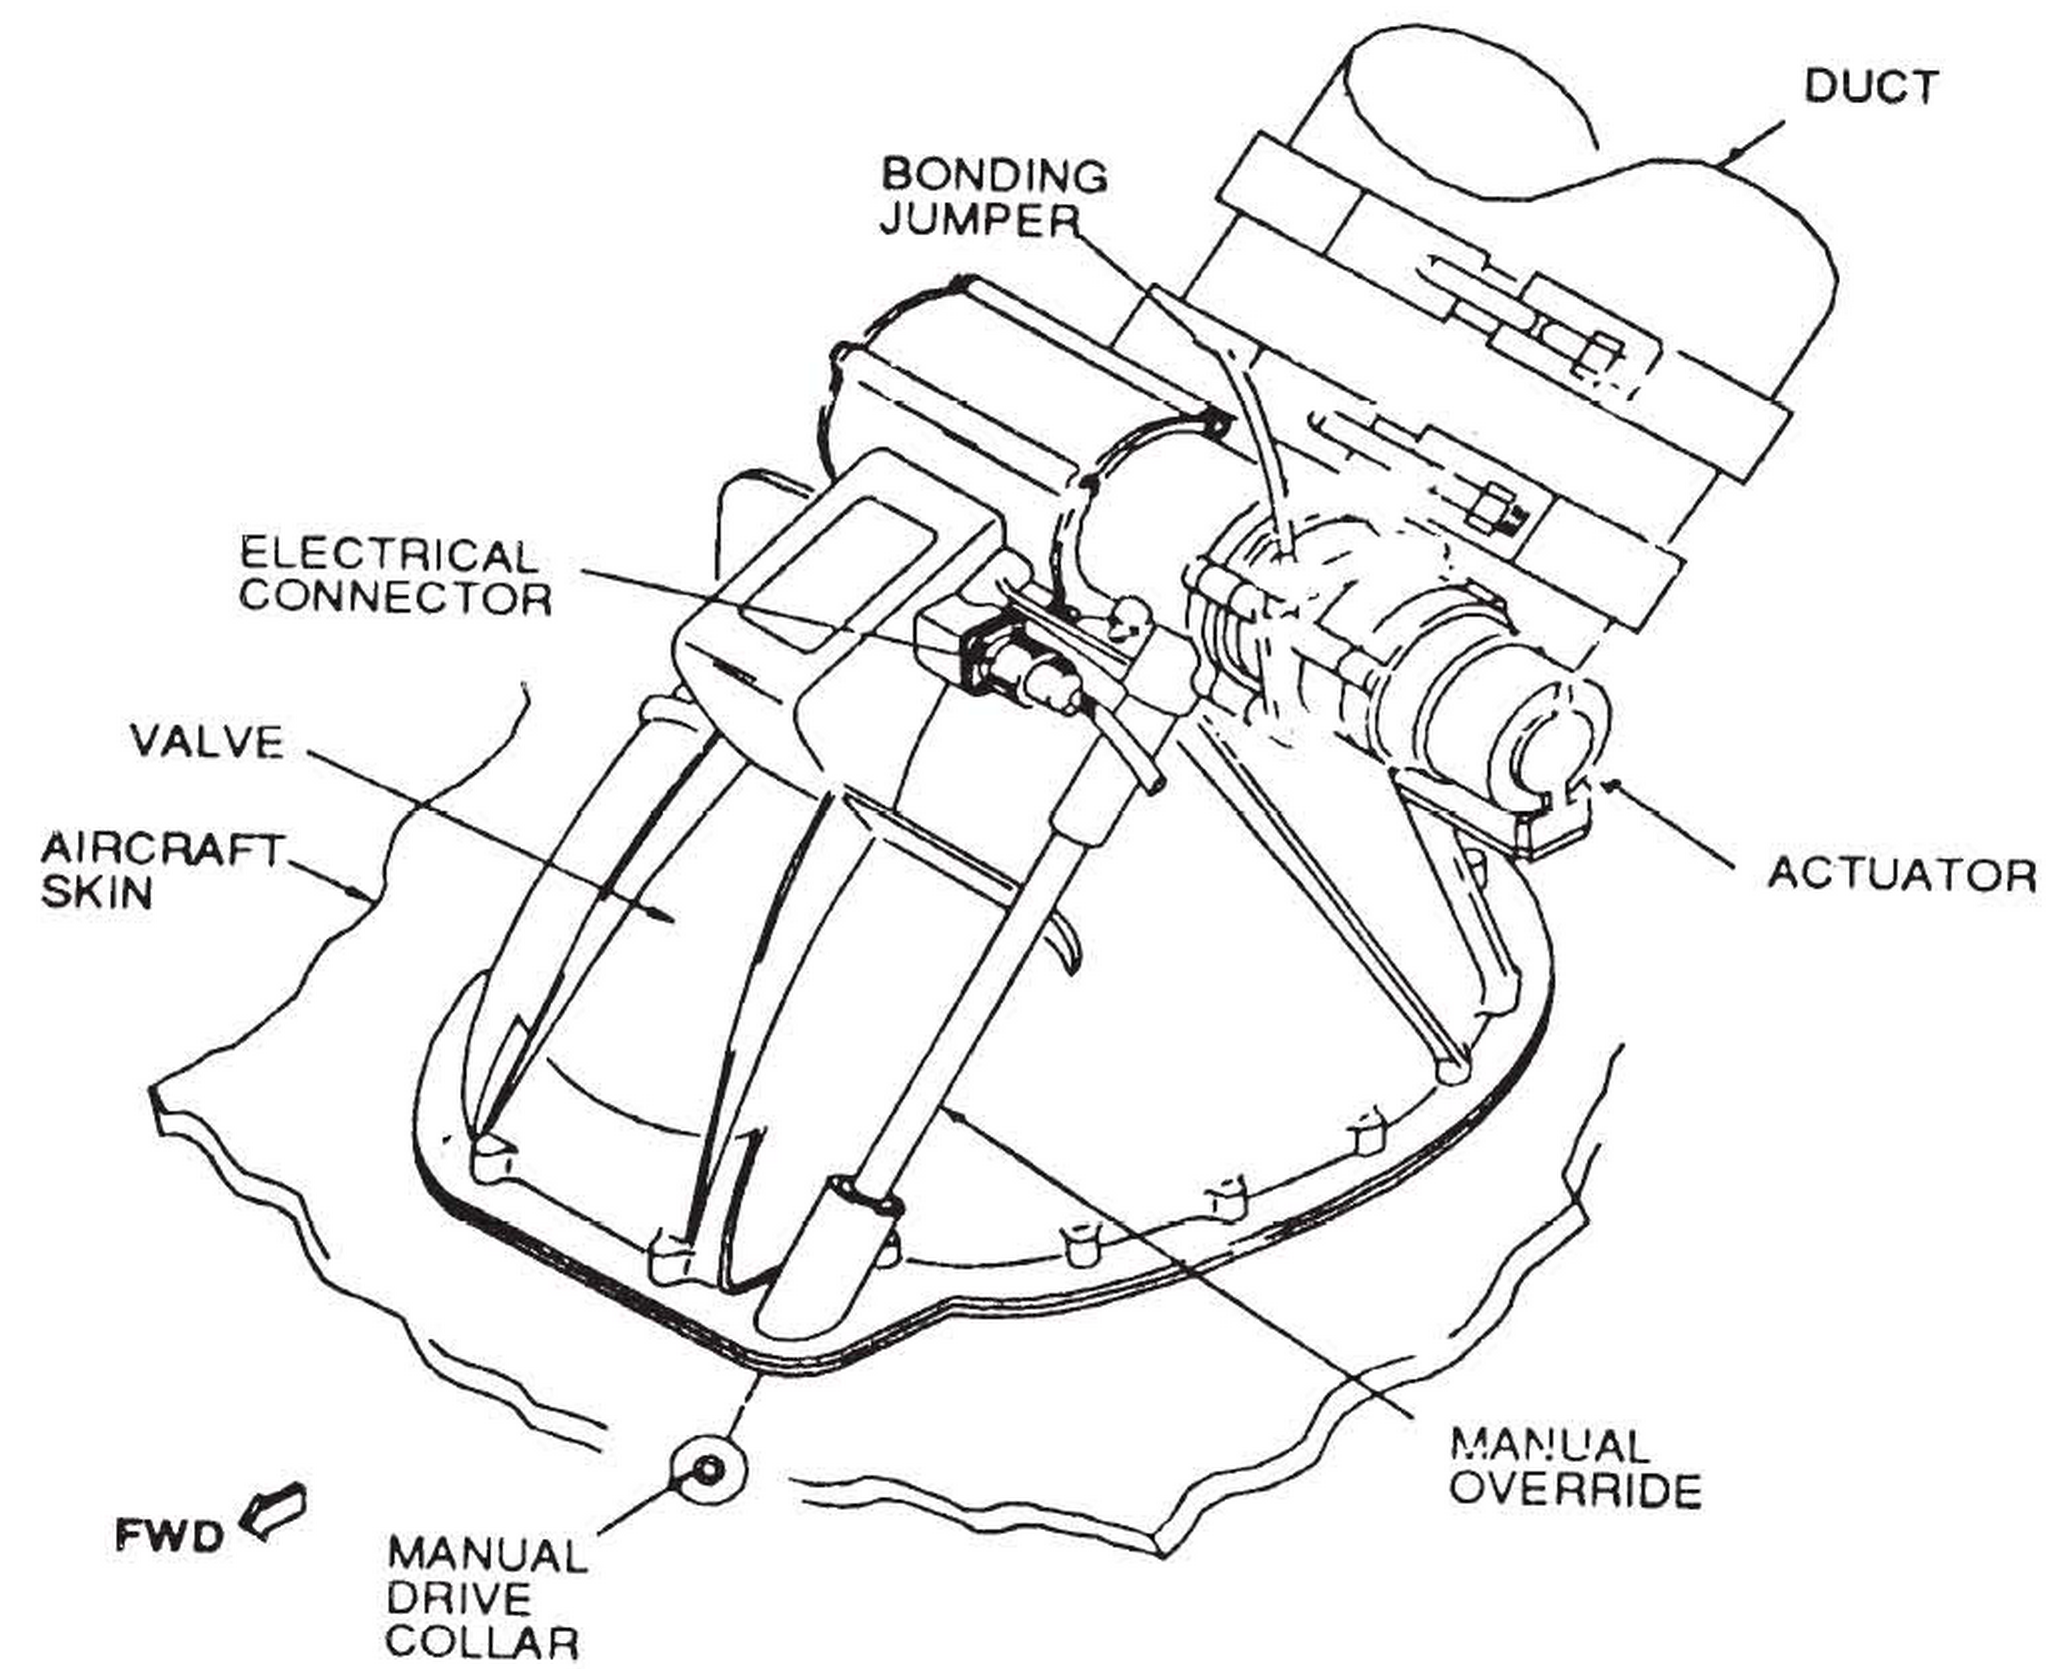 DUCT
BONDING
JUMPER
ELECTRICAL
CONNECTOR
VALVE
AIRCRAFT
SKIN
ACTUATOR
MANUAL
OVERRIDE
FWD
MANUAL
DRIVE
COLLAR